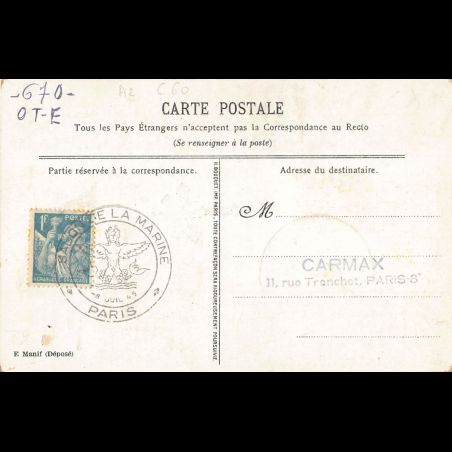 -670-
OT-E
A2 C60
CARTE POSTALE
Tous les Pays Étrangers n'acceptent pas la Correspondance au Recto
(Se renseigner à la poste)
Partie réservée à la correspondance.
Adresse du destinataire.
1F POSTES
DE LA MARINE
PARIS
M
CARMAX
11, rue Tronchet, PARIS-8e
E Manif (Déposé)